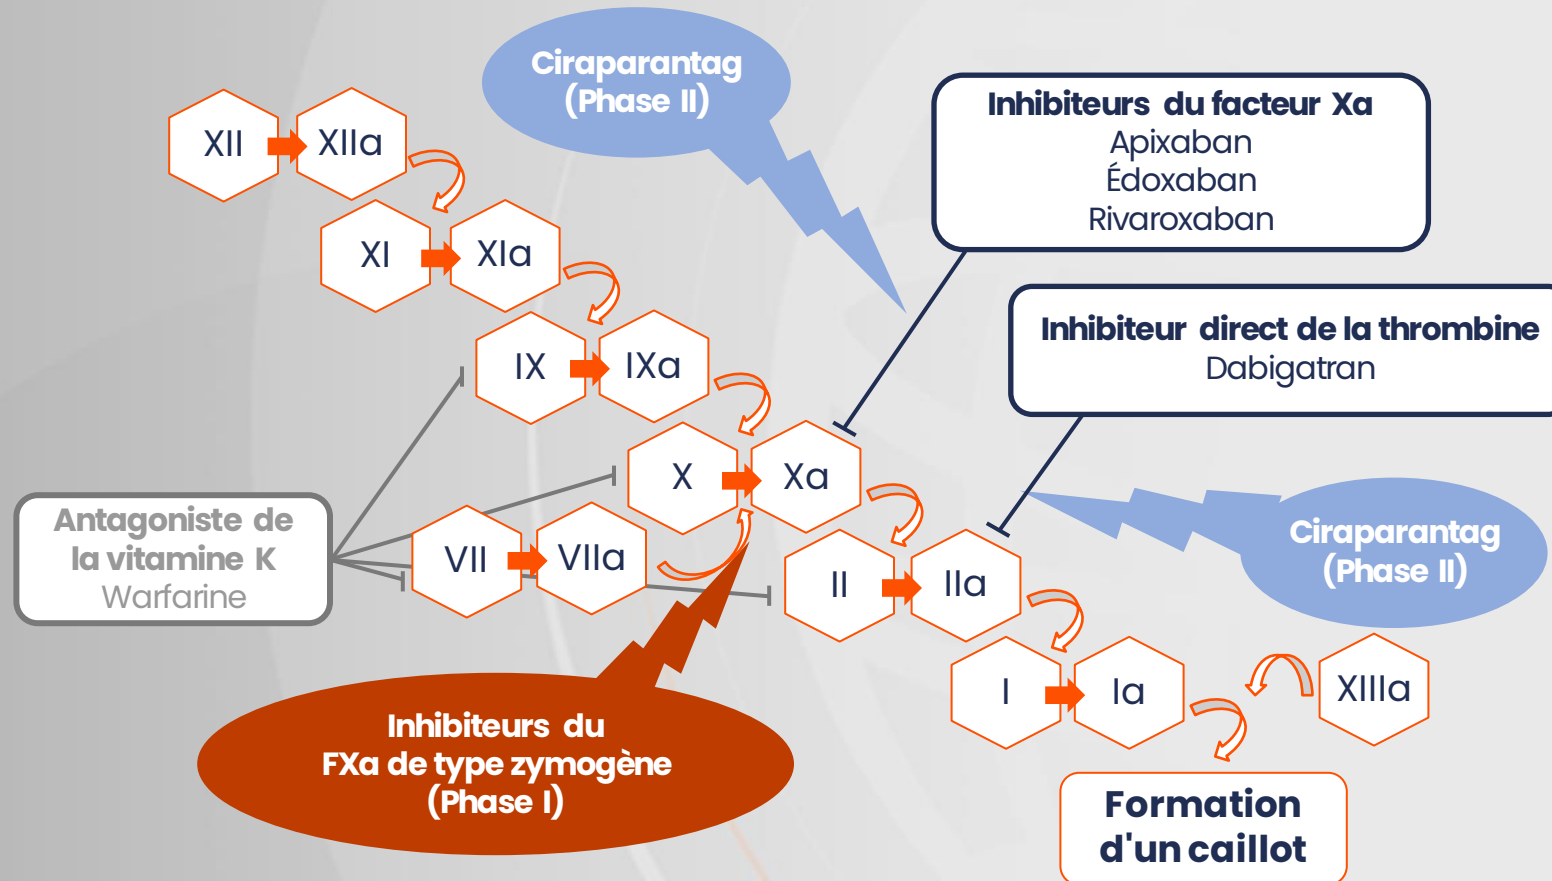 Ciraparantag
(Phase II)
Inhibiteurs du facteur Xa
Apixaban
Édoxaban
Rivaroxaban
XII
XIIa
XI
XIa
Inhibiteur direct de la thrombine
Dabigatran
IX
IXa
X
Xa
Antagoniste de
la vitamine K
Warfarine
VII
VIIa
II
IIa
Ciraparantag
(Phase II)
I
Ia
XIIIa
Inhibiteurs du
FXa de type zymogène
(Phase I)
Formation
d'un caillot